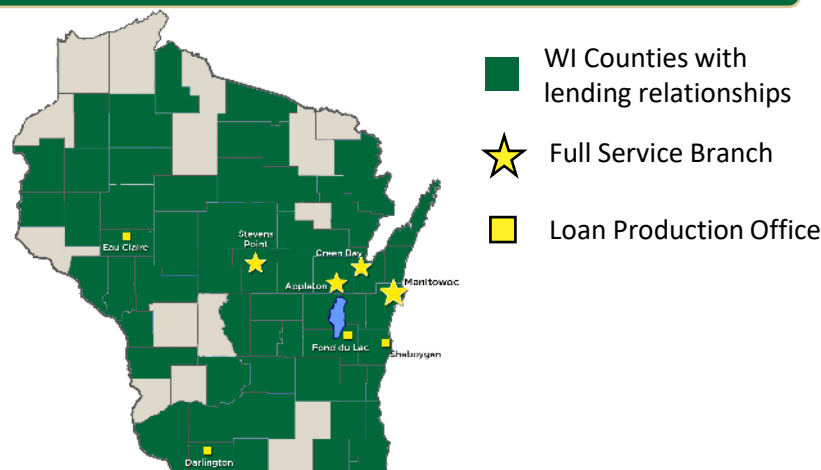 WI Counties with
lending relationships
Full Service Branch
Loan Production Office
Eau Claire
Stevens
Point
Green Bay
Appleton
Manitowoc
Fond du Lac
Sheboygan
Darlington